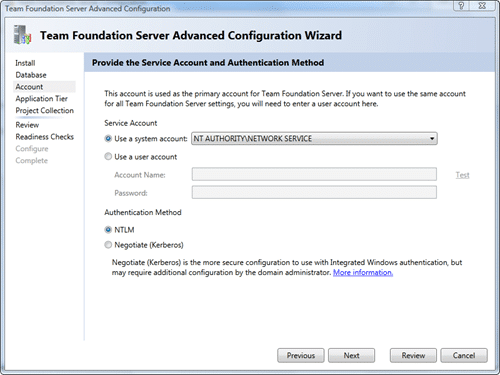 Team Foundation Server Advanced Configuration
Team Foundation Server Advanced Configuration Wizard
Install
Database
Account
Application Tier
Project Collection
Review
Readiness Checks
Configure
Complete
Provide the Service Account and Authentication Method
This account is used as the primary account for Team Foundation Server. If you want to use the same account
for all Team Foundation Server settings, you will need to enter a user account here.
Service Account
Use a system account: NT AUTHORITY\NETWORK SERVICE
Use a user account
Account Name: Test
Password:
Authentication Method
NTLM
Negotiate (Kerberos)
Negotiate (Kerberos) is the more secure configuration to use with Integrated Windows authentication, but
may require additional configuration by the domain administrator. More information.
Previous Next Review Cancel